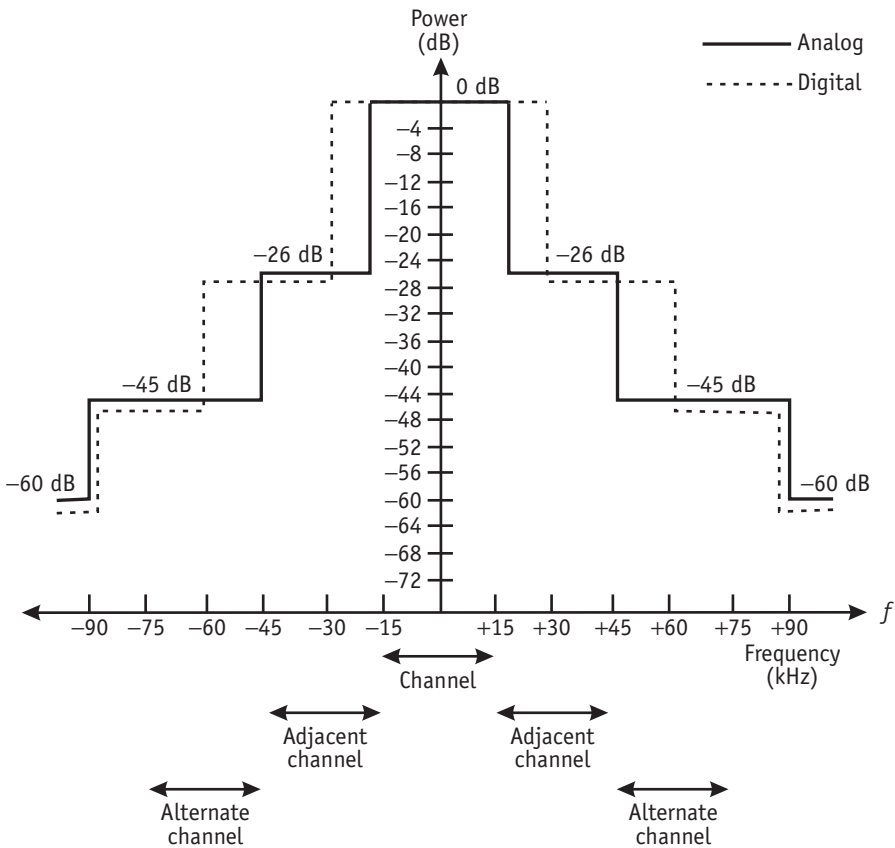 Power
(dB)
Analog
Digital
0 dB
−4
−8
−12
−16
−20
−24
−26 dB
−26 dB
−28
−32
−36
−40
−45 dB
−45 dB
−44
−48
−52
−56
−60 dB
−60 dB
−60
−64
−68
−72
f
−90 −75 −60 −45 −30 −15 +15 +30 +45 +60 +75 +90
Frequency
(kHz)
Channel
Adjacent
channel
Adjacent
channel
Alternate
channel
Alternate
channel